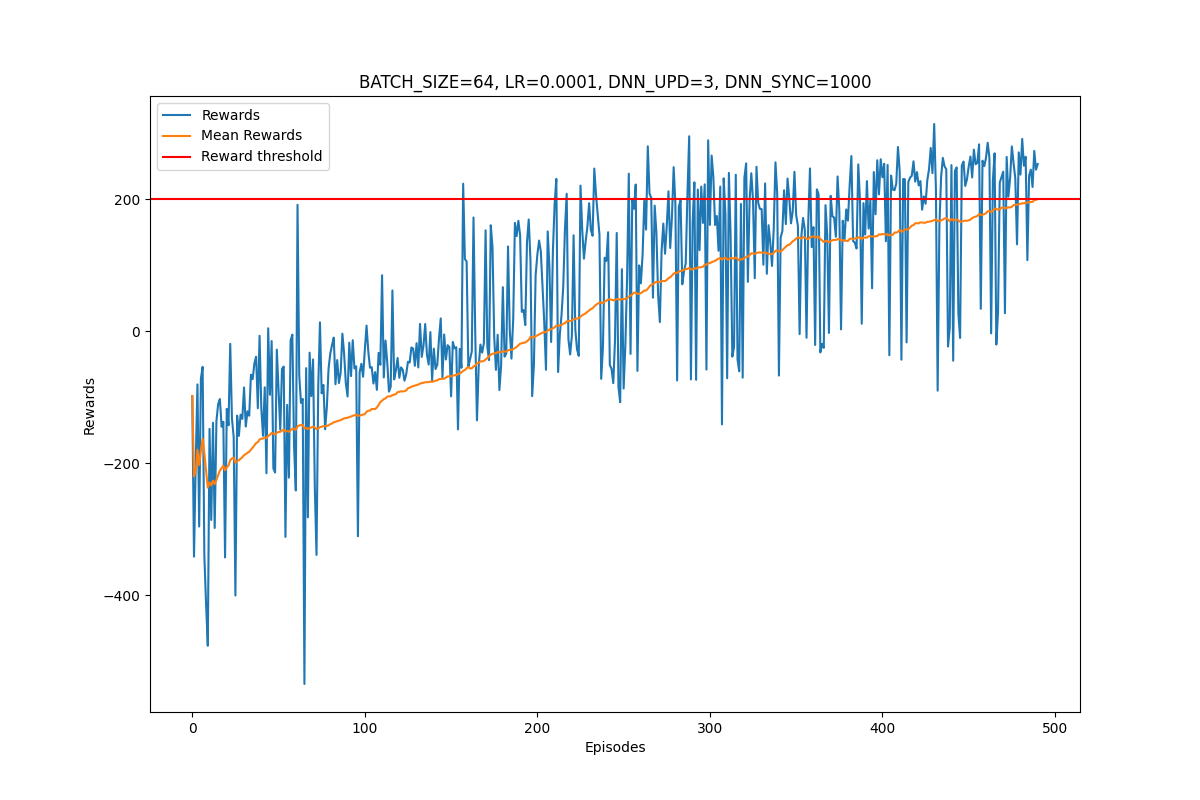 BATCH_SIZE=64, LR=0.0001, DNN_UPD=3, DNN_SYNC=1000
Rewards
Mean Rewards
Reward threshold
200
0
−200
−400
Rewards
0
100
200
300
400
500
Episodes